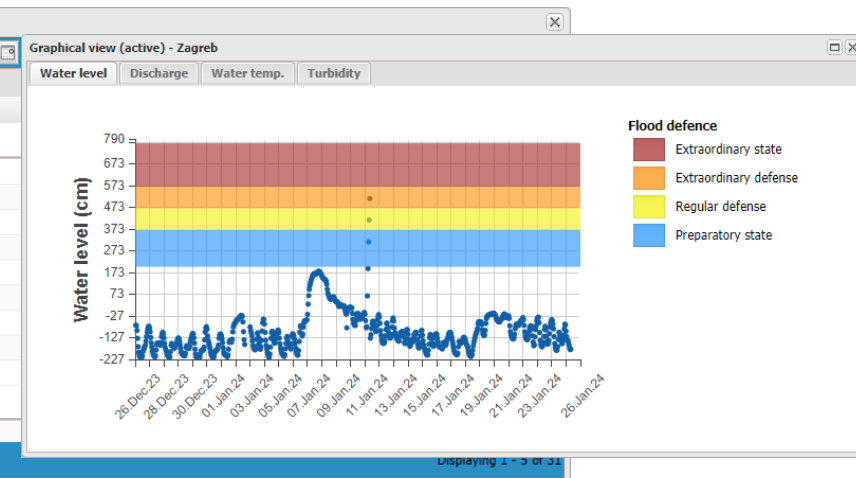 Graphical view (active) - Zagreb
Water level
Discharge
Water temp.
Turbidity
Water level (cm)
790
673
573
473
373
273
173
73
-27
-127
-227
26.Dec.23
28.Dec.23
30.Dec.23
01.Jan.24
03.Jan.24
05.Jan.24
07.Jan.24
09.Jan.24
11.Jan.24
13.Jan.24
15.Jan.24
17.Jan.24
19.Jan.24
21.Jan.24
23.Jan.24
26.Jan.24
Flood defence
Extraordinary state
Extraordinary defense
Regular defense
Preparatory state
Displaying 1 - 5 of 31